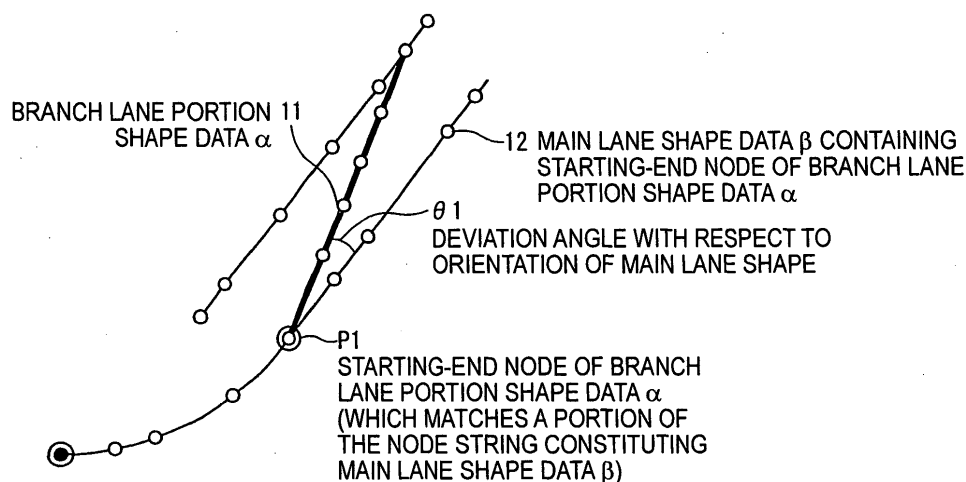 BRANCH LANE PORTION 11
SHAPE DATA α
12 MAIN LANE SHAPE DATA β CONTAINING
STARTING-END NODE OF BRANCH LANE
PORTION SHAPE DATA α
θ1
DEVIATION ANGLE WITH RESPECT TO
ORIENTATION OF MAIN LANE SHAPE
P1
STARTING-END NODE OF BRANCH
LANE PORTION SHAPE DATA α
(WHICH MATCHES A PORTION OF
THE NODE STRING CONSTITUTING
MAIN LANE SHAPE DATA β)